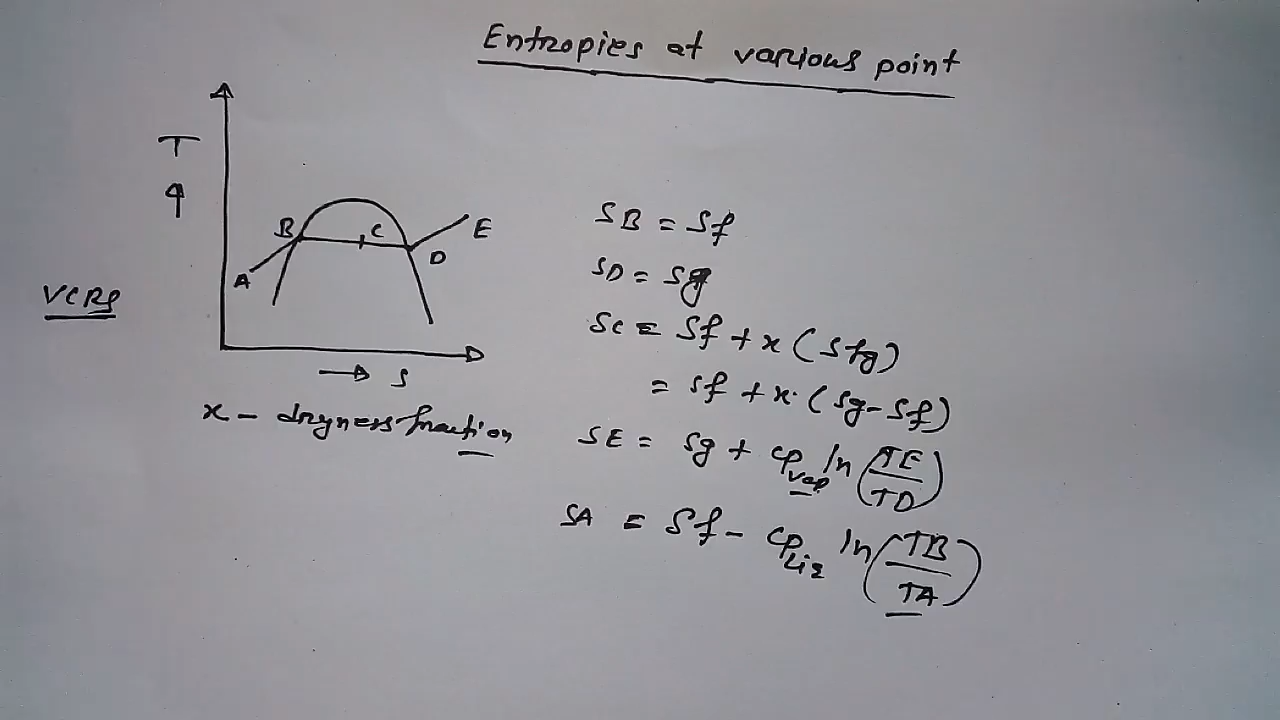 Entropies at various point
T
B
C
E
D
A
VCRS
S
x - dryness fraction
SB = Sf
SD = Sg
Sc = Sf + x (Sfg)
= Sf + x. (Sg - Sf)
SE = Sg + cp vap ln (TE/TD)
SA = Sf - cp liq ln (TB/TA)